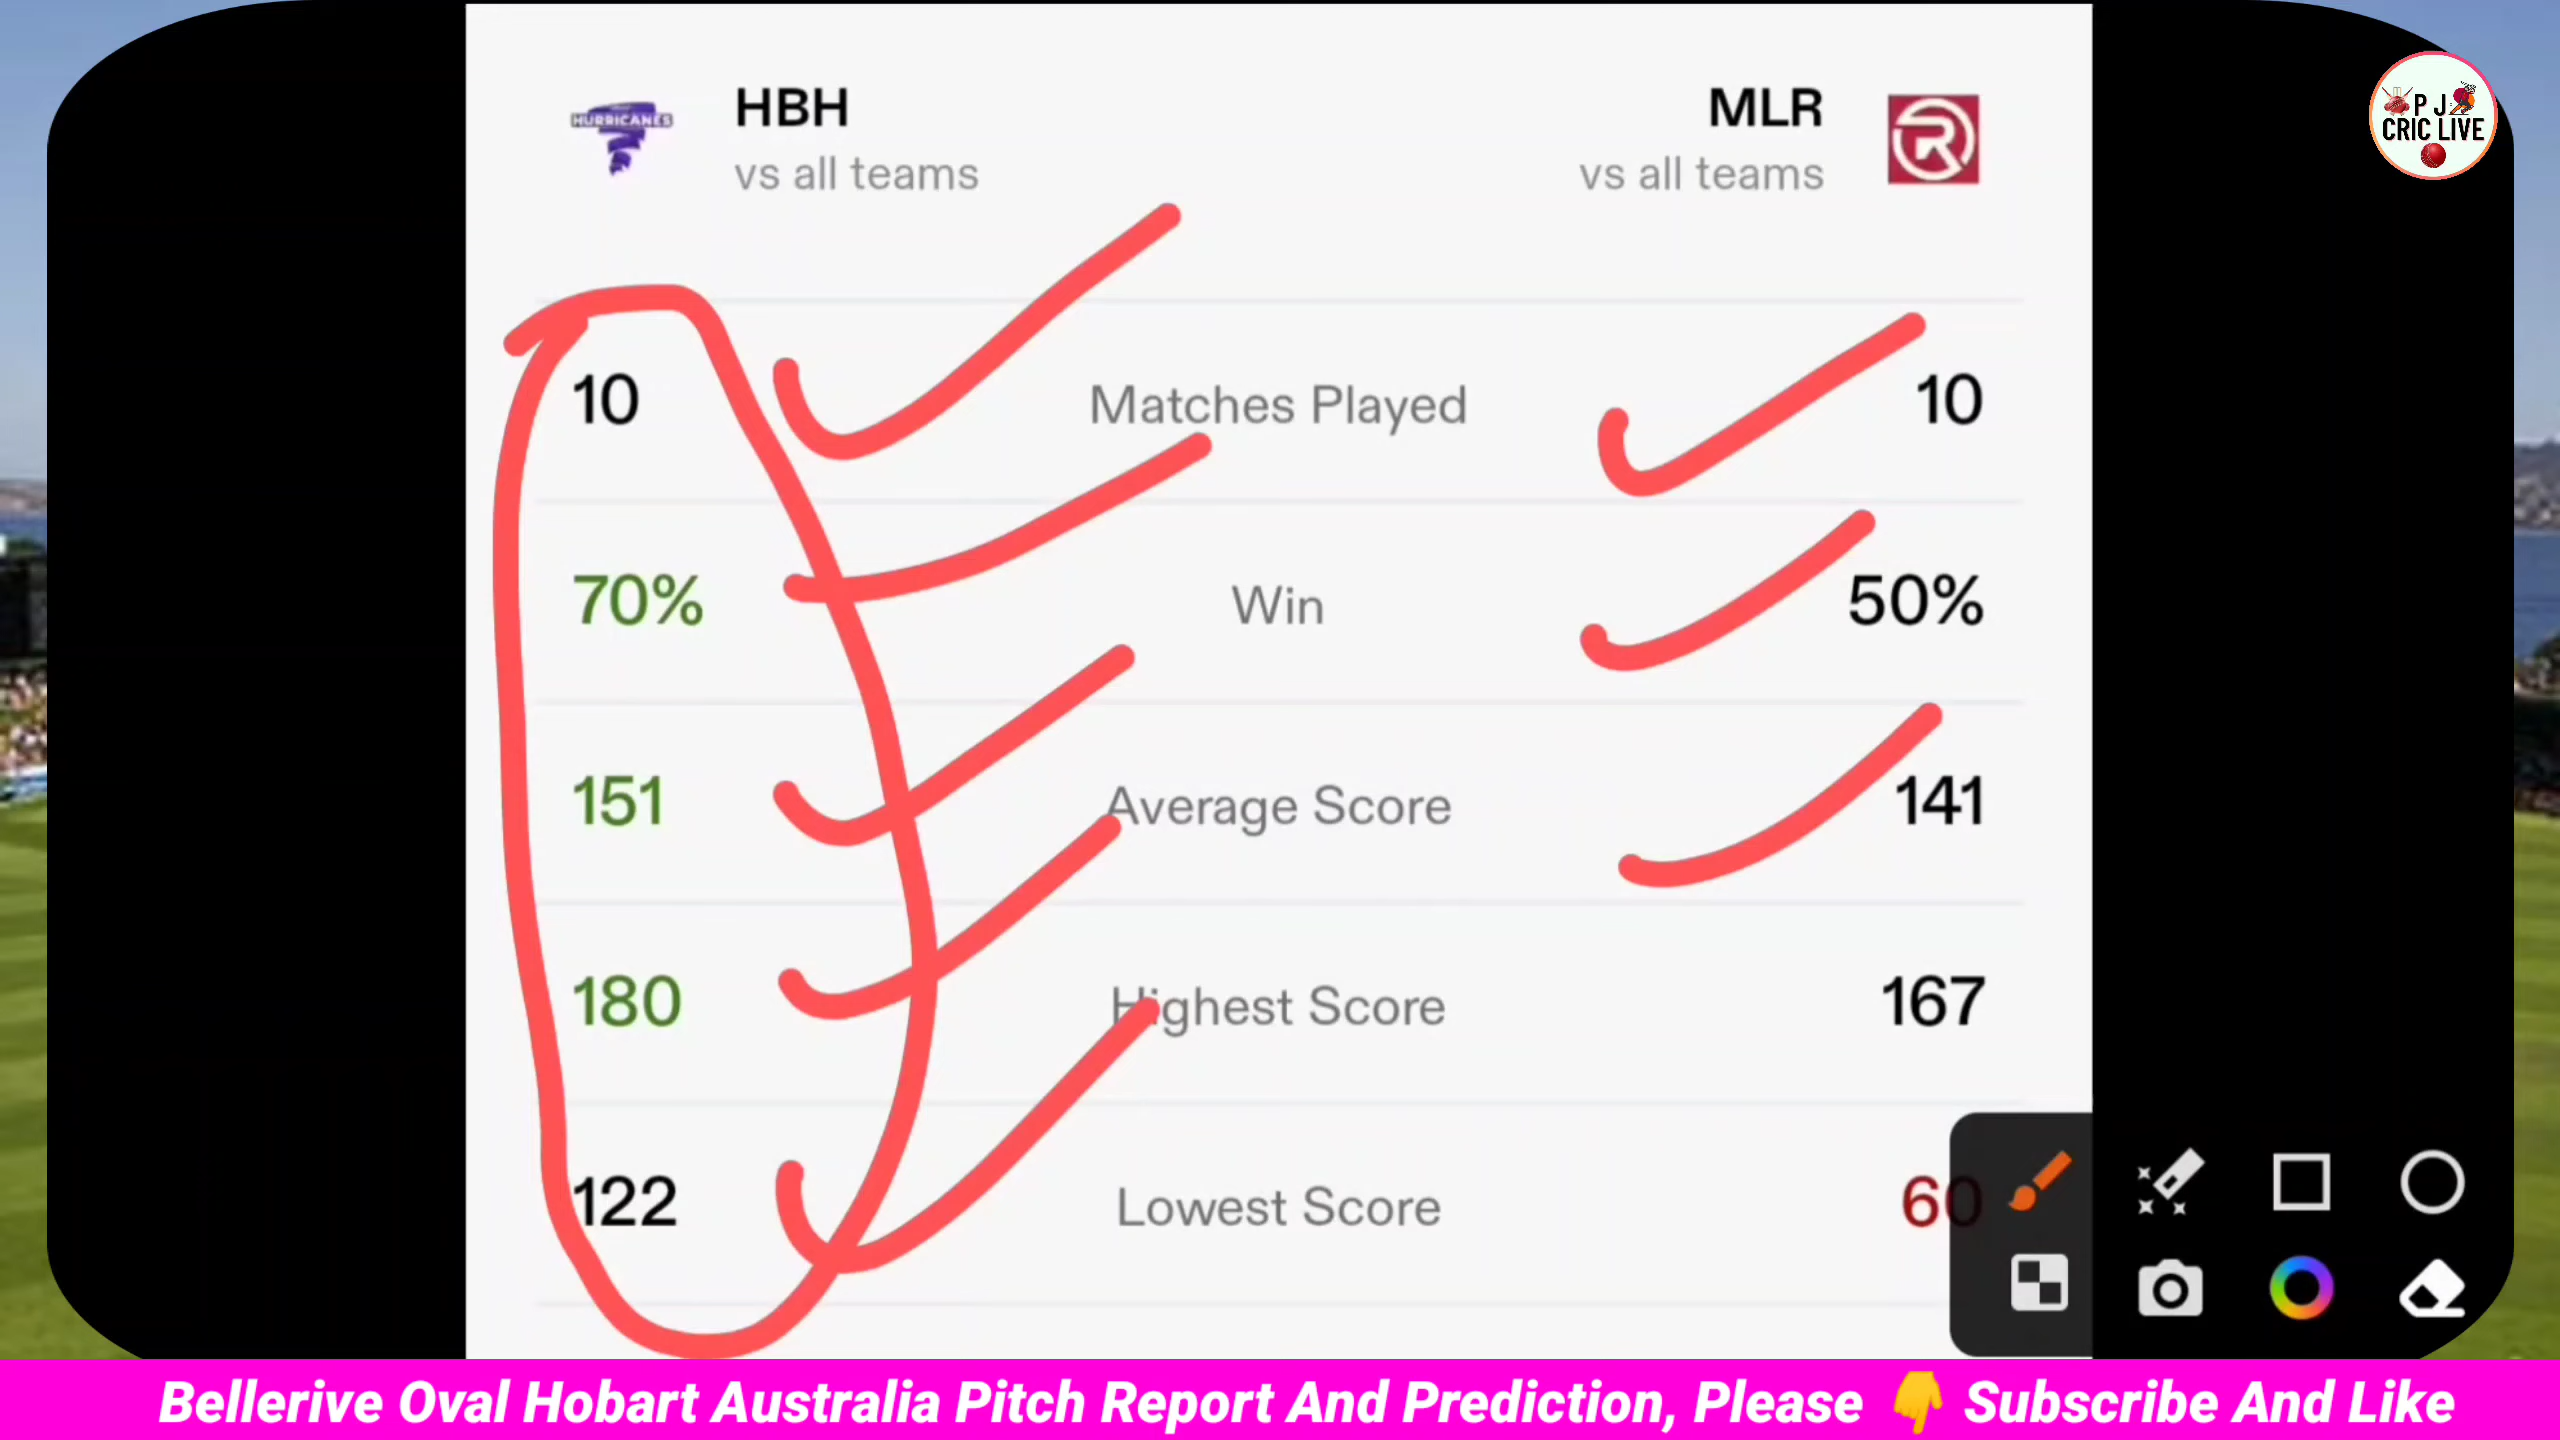 HURRICANES
HBH
vs all teams
MLR
vs all teams
R
P J
CRIC LIVE
10 Matches Played 10
70% Win 50%
151 Average Score 141
180 Highest Score 167
122 Lowest Score 60
Bellerive Oval Hobart Australia Pitch Report And Prediction, Please 👇 Subscribe And Like